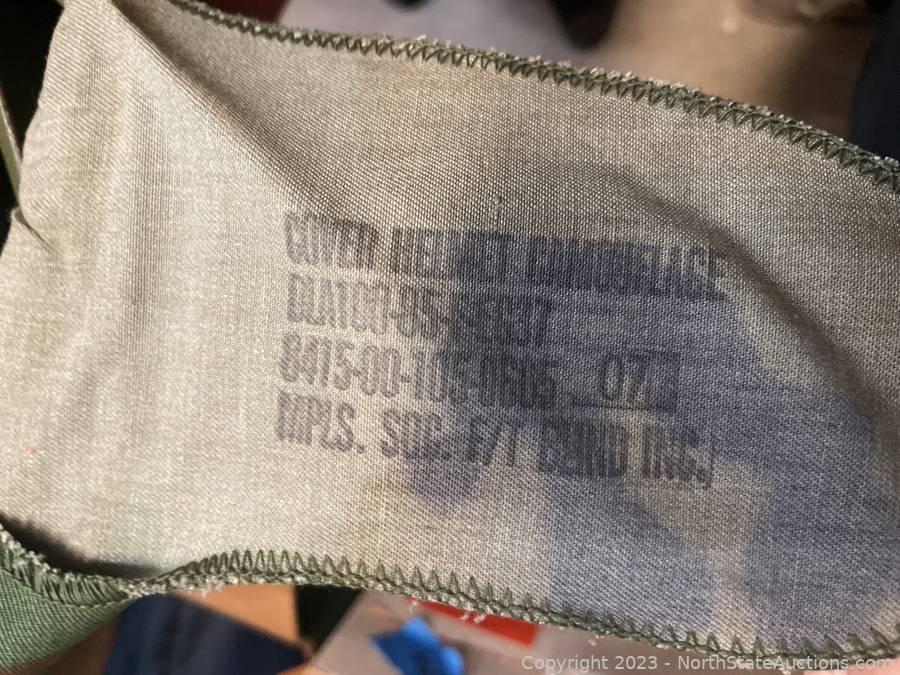 COVER HELMET CAMOUFLAGE
8415-00-105-0605 07
MPLS. SOC. F/T BLIND INC.
Copyright © 2023 - NorthStateAuctions.com